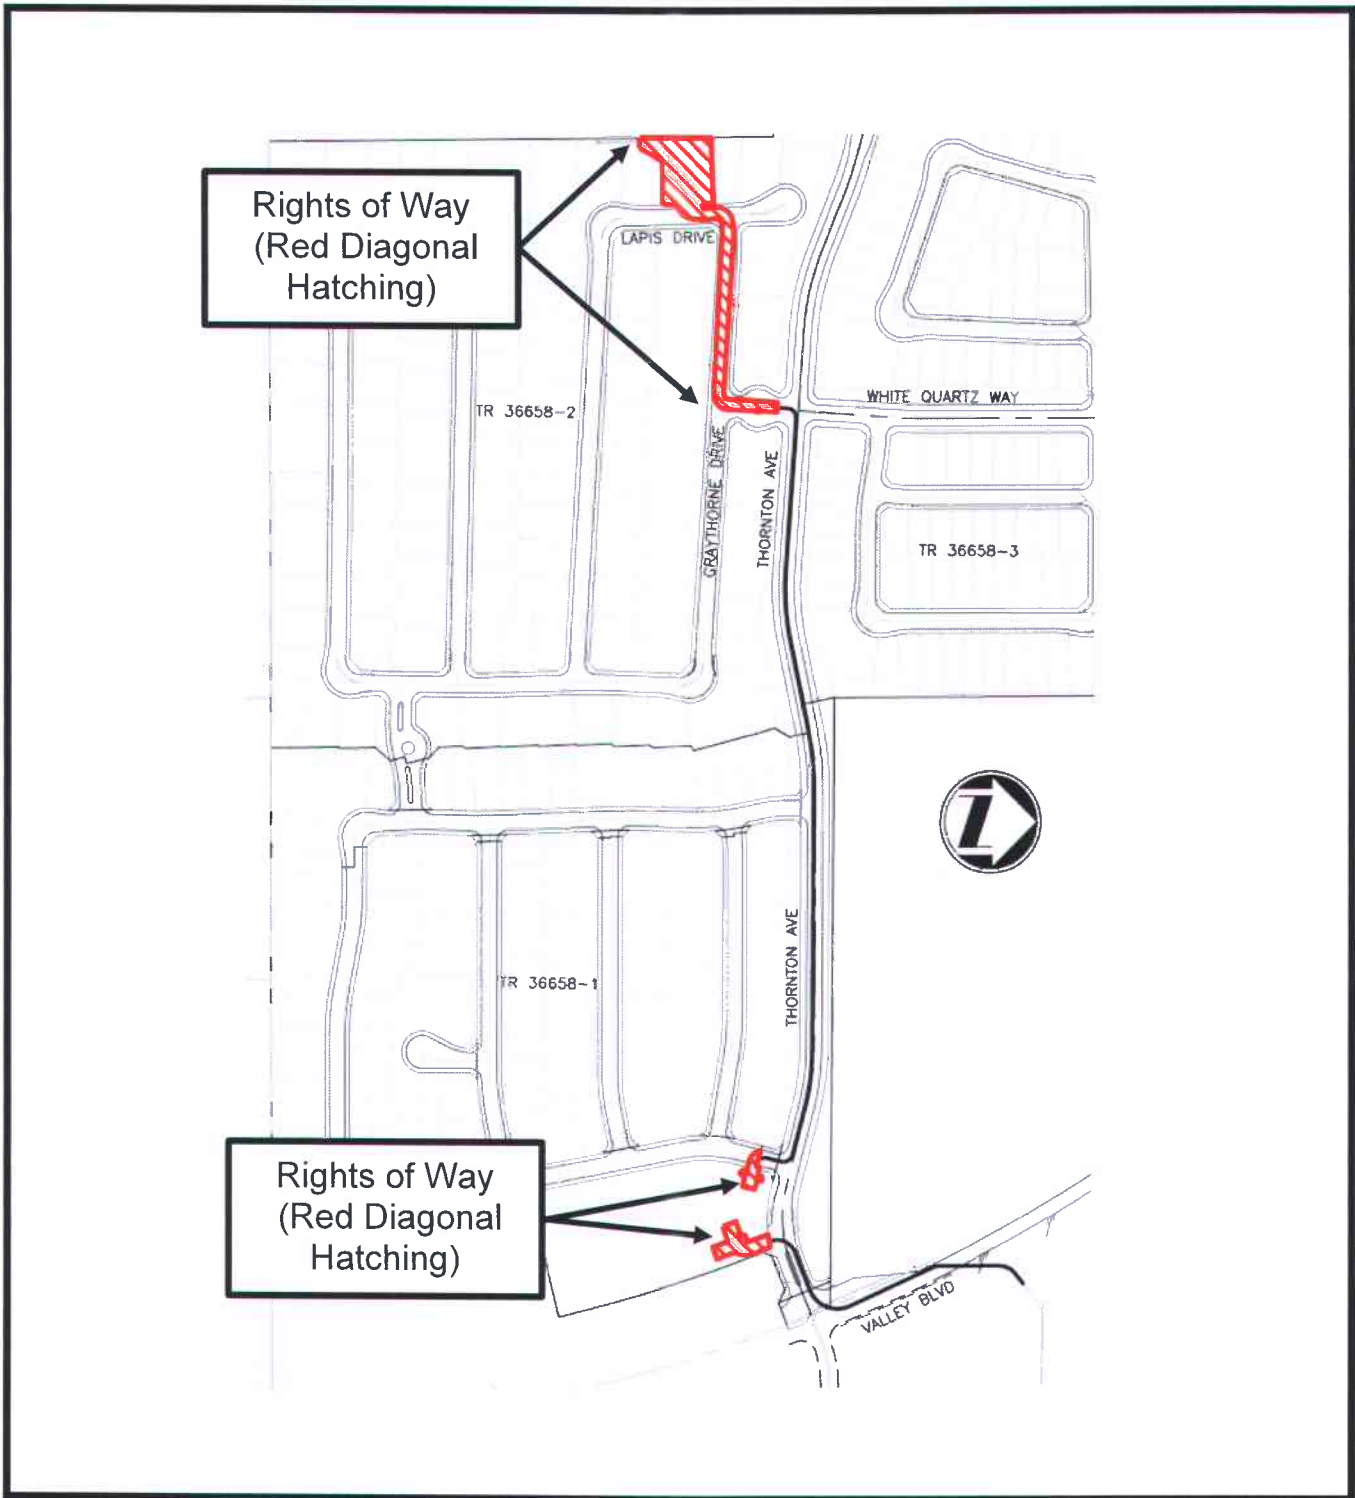 Rights of Way
(Red Diagonal
Hatching)
LAPIS DRIVE
WHITE QUARTZ WAY
TR 36658-2
GRAYTHORNE DRIVE
THORNTON AVE
TR 36658-3
THORNTON AVE
TR 36658-1
Rights of Way
(Red Diagonal
Hatching)
VALLEY BLVD